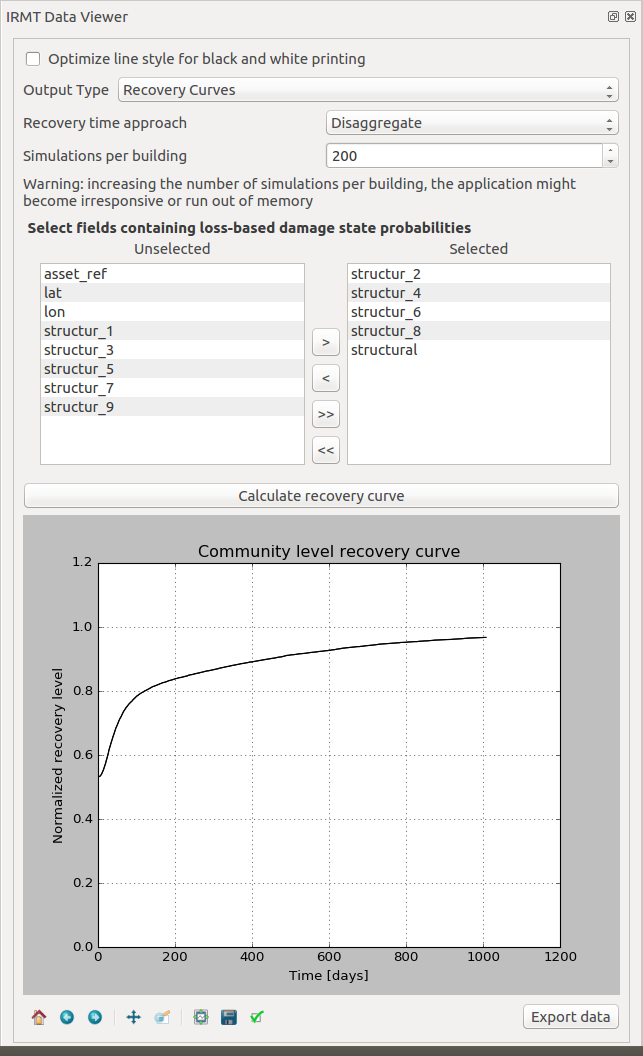 IRMT Data Viewer
Optimize line style for black and white printing
Output Type
Recovery Curves
Recovery time approach
Disaggregate
Simulations per building
200
Warning: increasing the number of simulations per building, the application might
become irresponsive or run out of memory
Select fields containing loss-based damage state probabilities
Unselected
Selected
asset_ref
lat
lon
structur_1
structur_3
structur_5
structur_7
structur_9
>
<
>>
<<
structur_2
structur_4
structur_6
structur_8
structural
Calculate recovery curve
Community level recovery curve
Normalized recovery level
1.2
1.0
0.8
0.6
0.4
0.2
0.0
0 200 400 600 800 1000 1200
Time [days]
Export data